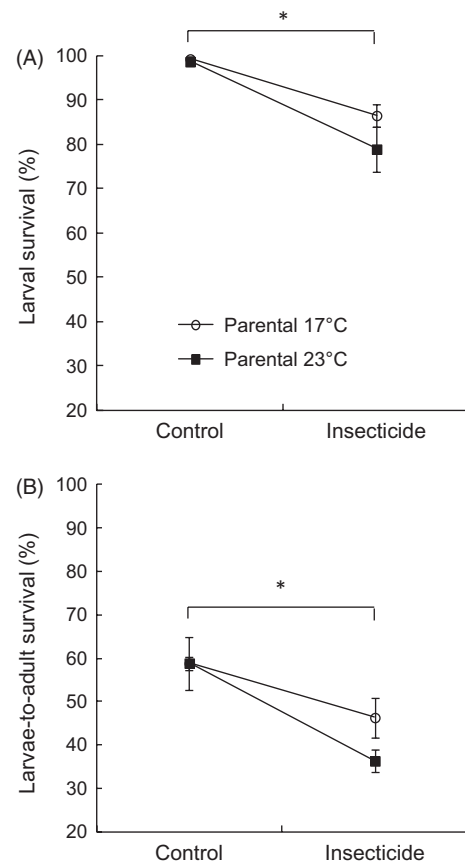 *
(A)
100
90
80
70
60
50
40
30
20
Larval survival (%)
Parental 17°C
Parental 23°C
Control Insecticide
(B)
100
90
80
70
60
50
40
30
20
Larvae-to-adult survival (%)
*
Control Insecticide